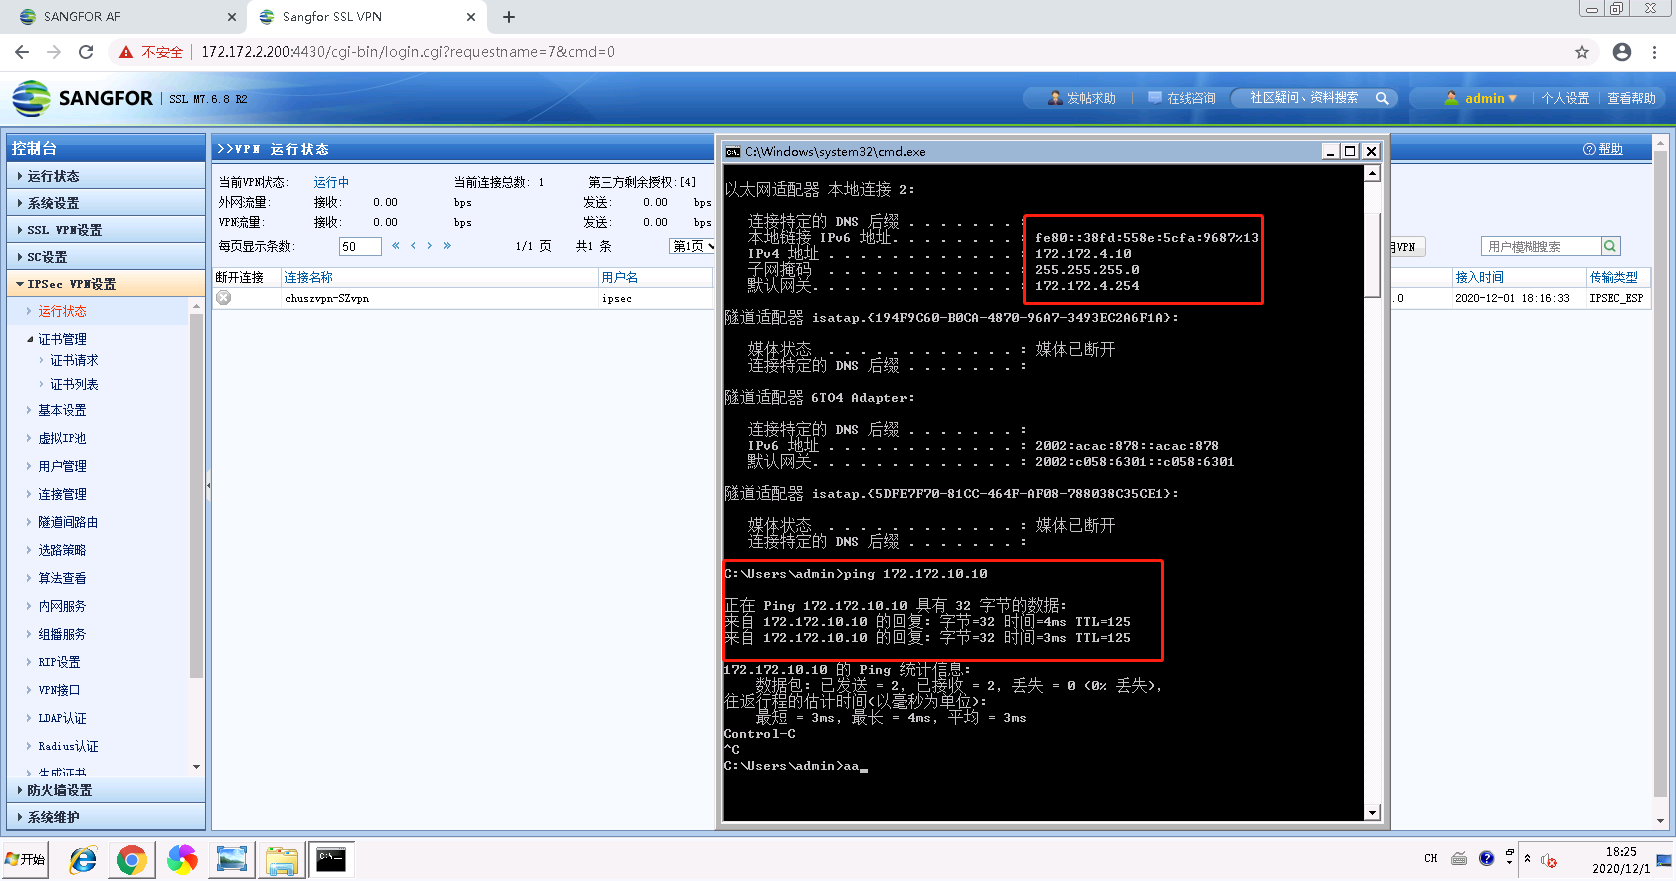 SANGFOR AF
Sangfor SSL VPN
不安全 172.172.2.200:4430/cgi-bin/login.cgi?requestname=7&cmd=0
SANGFOR SSL M7.6.8 R2
发帖求助 在线咨询 社区疑问、资料搜索 admin 个人设置 查看帮助
控制台
运行状态
系统设置
SSL VPN设置
SC设置
IPSec VPN设置
运行状态
证书管理
证书请求
证书列表
基本设置
虚拟IP池
用户管理
连接管理
隧道间路由
选路策略
算法查看
内网服务
组播服务
RIP设置
VPN接口
LDAP认证
Radius认证
生成证书
防火墙设置
系统维护
>>VPN 运行状态
帮助
当前VPN状态: 运行中 当前连接总数: 1 第三方剩余授权:[4]
外网流量: 接收: 0.00 bps 发送: 0.00 bps
VPN流量: 接收: 0.00 bps 发送: 0.00 bps
每页显示条数: 50 « ‹ › » 1/1 页 共1 条 第1页
VPN 用户模糊搜索
断开连接 连接名称 用户名 接入时间 传输类型
chuszvpn-SZvpn ipsec .0 2020-12-01 18:16:33 IPSEC_ESP
C:\Windows\system32\cmd.exe
以太网适配器 本地连接 2:
连接特定的 DNS 后缀 . . . . . . . :
本地链接 IPv6 地址. . . . . . . . : fe80::38fd:558e:5cfa:9687%13
IPv4 地址 . . . . . . . . . . . . : 172.172.4.10
子网掩码 . . . . . . . . . . . . : 255.255.255.0
默认网关. . . . . . . . . . . . . : 172.172.4.254
隧道适配器 isatap.{194F9C60-B0CA-4870-96A7-3493EC2A6F1A}:
媒体状态 . . . . . . . . . . . . : 媒体已断开
连接特定的 DNS 后缀 . . . . . . . :
隧道适配器 6TO4 Adapter:
连接特定的 DNS 后缀 . . . . . . . :
IPv6 地址 . . . . . . . . . . . . : 2002:acac:878::acac:878
默认网关. . . . . . . . . . . . . : 2002:c058:6301::c058:6301
隧道适配器 isatap.{5DFE7F70-81CC-464F-AF08-788038C35CE1}:
媒体状态 . . . . . . . . . . . . : 媒体已断开
连接特定的 DNS 后缀 . . . . . . . :
C:\Users\admin>ping 172.172.10.10
正在 Ping 172.172.10.10 具有 32 字节的数据:
来自 172.172.10.10 的回复: 字节=32 时间=4ms TTL=125
来自 172.172.10.10 的回复: 字节=32 时间=3ms TTL=125
172.172.10.10 的 Ping 统计信息:
数据包: 已发送 = 2, 已接收 = 2, 丢失 = 0 (0% 丢失),
往返行程的估计时间(以毫秒为单位):
最短 = 3ms, 最长 = 4ms, 平均 = 3ms
Control-C
^C
C:\Users\admin>aa_
开始
CH
18:25
2020/12/1